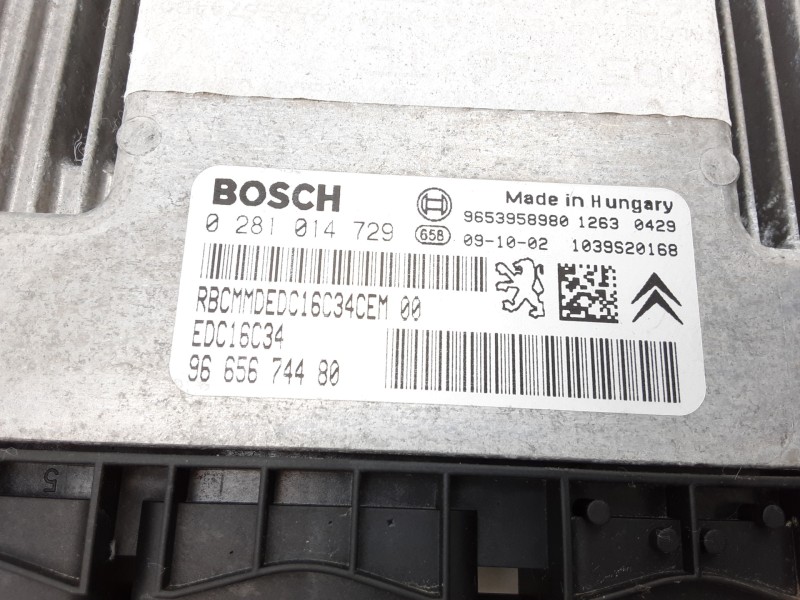 BOSCH
Made in Hungary
9653958980 1263 0429
0 281 014 729
658
09-10-02 1039S20168
RBCMMDEDC16C34CEM 00
EDC16C34
96 656 744 80
5